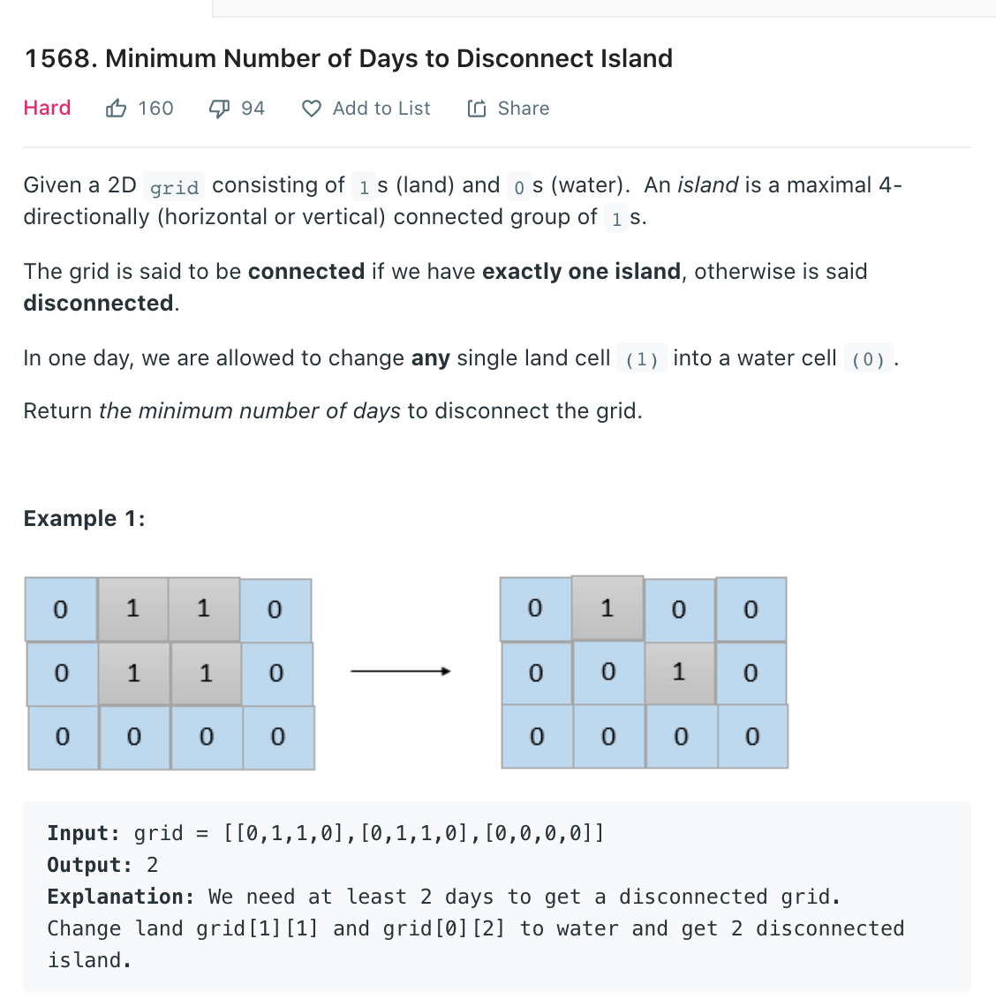 1568. Minimum Number of Days to Disconnect Island
Hard 160 94 Add to List Share
Given a 2D grid consisting of 1 s (land) and 0 s (water). An island is a maximal 4-
directionally (horizontal or vertical) connected group of 1 s.
The grid is said to be connected if we have exactly one island, otherwise is said
disconnected.
In one day, we are allowed to change any single land cell (1) into a water cell (0) .
Return the minimum number of days to disconnect the grid.
Example 1:
0 1 1 0 0 1 0 0
0 1 1 0 0 0 1 0
0 0 0 0 0 0 0 0
Input: grid = [[0,1,1,0],[0,1,1,0],[0,0,0,0]]
Output: 2
Explanation: We need at least 2 days to get a disconnected grid.
Change land grid[1][1] and grid[0][2] to water and get 2 disconnected
island.